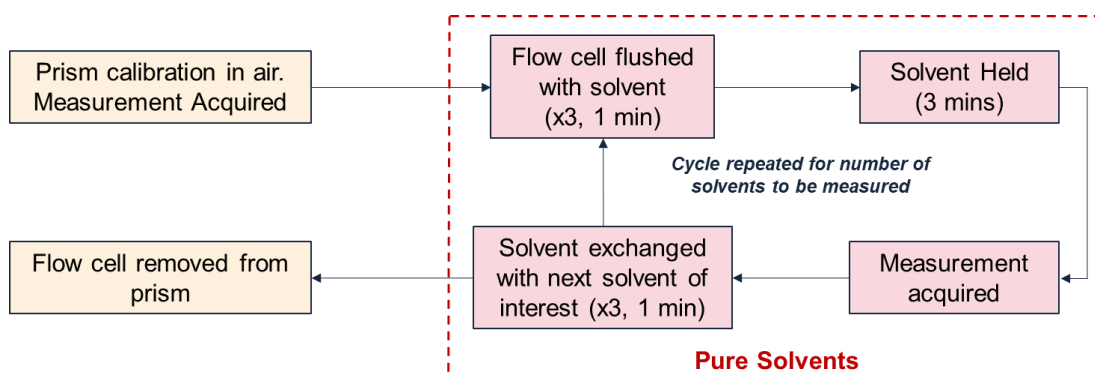 Prism calibration in air.
Measurement Acquired
Flow cell flushed
with solvent
(x3, 1 min)
Solvent Held
(3 mins)
Cycle repeated for number of
solvents to be measured
Flow cell removed from
prism
Solvent exchanged
with next solvent of
interest (x3, 1 min)
Measurement
acquired
Pure Solvents